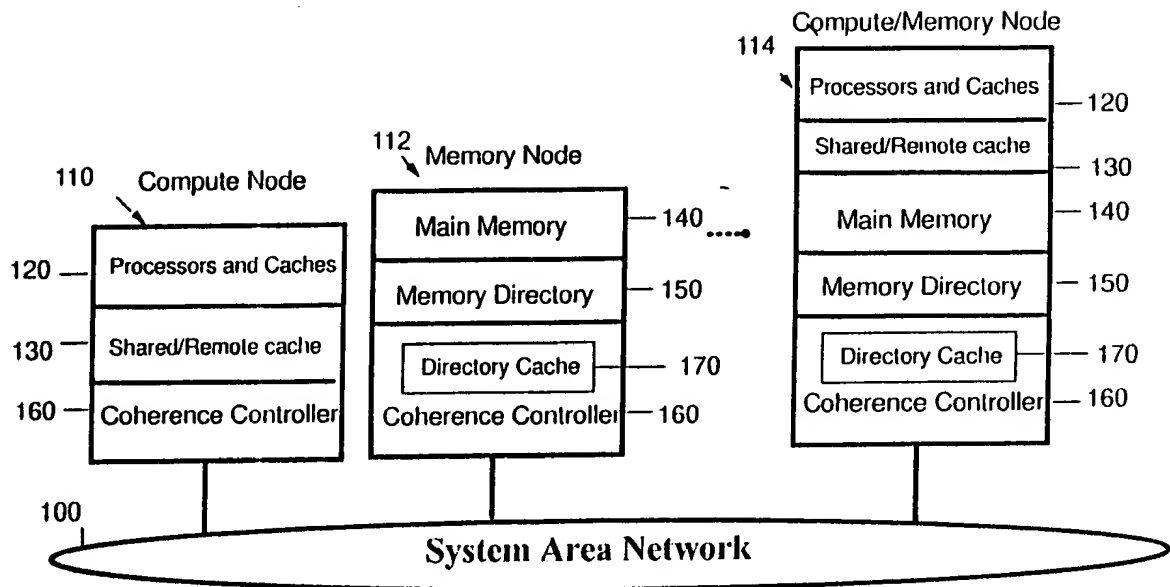 Compute/Memory Node
114
Processors and Caches
120
Shared/Remote cache
130
Main Memory
140
Memory Directory
150
Directory Cache
170
Coherence Controller
160
112
Memory Node
Main Memory
140
Memory Directory
150
Directory Cache
170
Coherence Controller
160
110
Compute Node
120
Processors and Caches
130
Shared/Remote cache
160
Coherence Controller
100
System Area Network